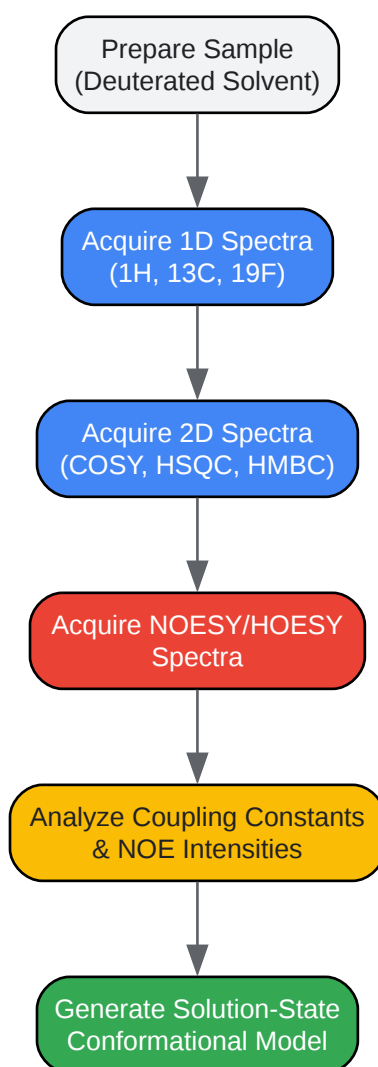 Prepare Sample
(Deuterated Solvent)
Acquire 1D Spectra
(1H, 13C, 19F)
Acquire 2D Spectra
(COSY, HSQC, HMBC)
Acquire NOESY/HOESY
Spectra
Analyze Coupling Constants
& NOE Intensities
Generate Solution-State
Conformational Model